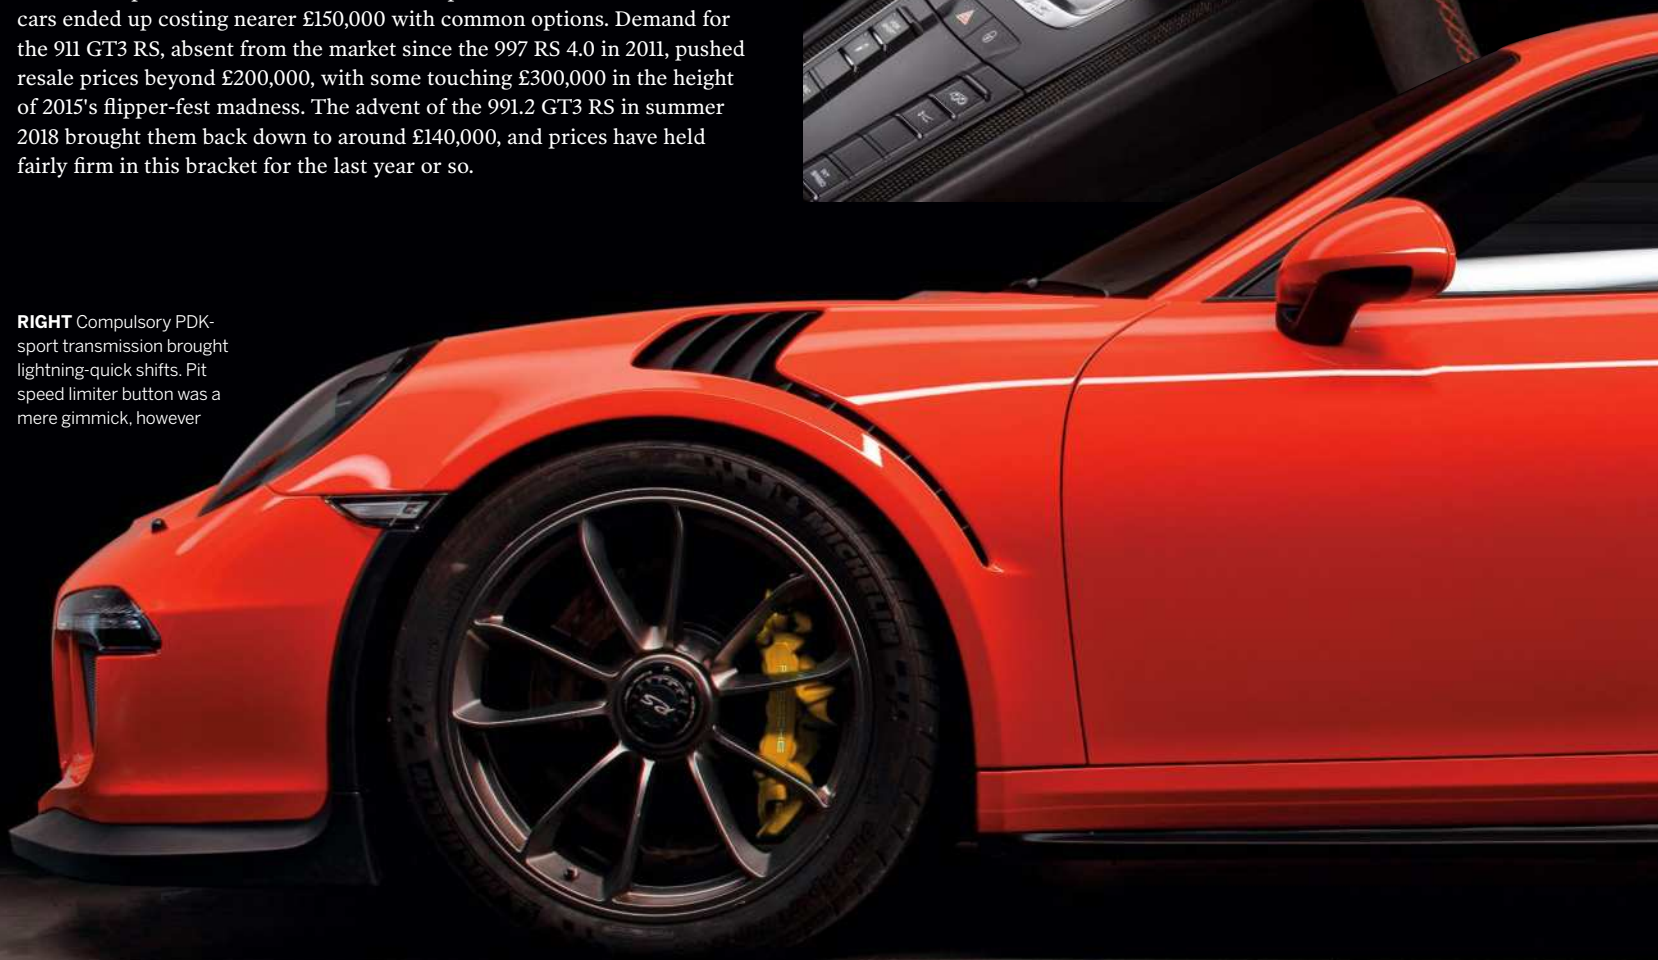 cars ended up costing nearer £150,000 with common options. Demand for
the 911 GT3 RS, absent from the market since the 997 RS 4.0 in 2011, pushed
resale prices beyond £200,000, with some touching £300,000 in the height
of 2015's flipper-fest madness. The advent of the 991.2 GT3 RS in summer
2018 brought them back down to around £140,000, and prices have held
fairly firm in this bracket for the last year or so.
RIGHT Compulsory PDK-
sport transmission brought
lightning-quick shifts. Pit
speed limiter button was a
mere gimmick, however
MICHELIN
RS